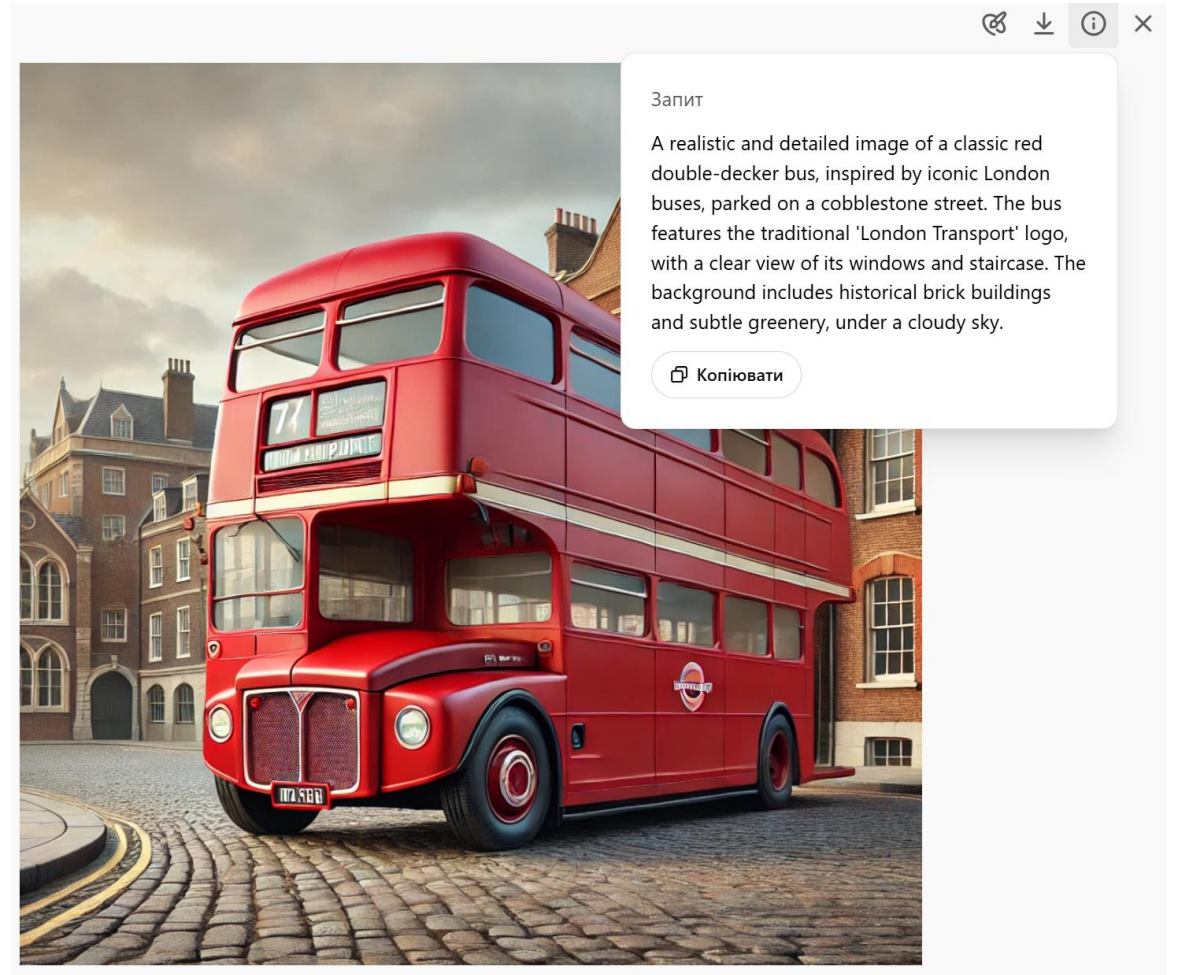 Запит
A realistic and detailed image of a classic red
double-decker bus, inspired by iconic London
buses, parked on a cobblestone street. The bus
features the traditional 'London Transport' logo,
with a clear view of its windows and staircase. The
background includes historical brick buildings
and subtle greenery, under a cloudy sky.
Копіювати